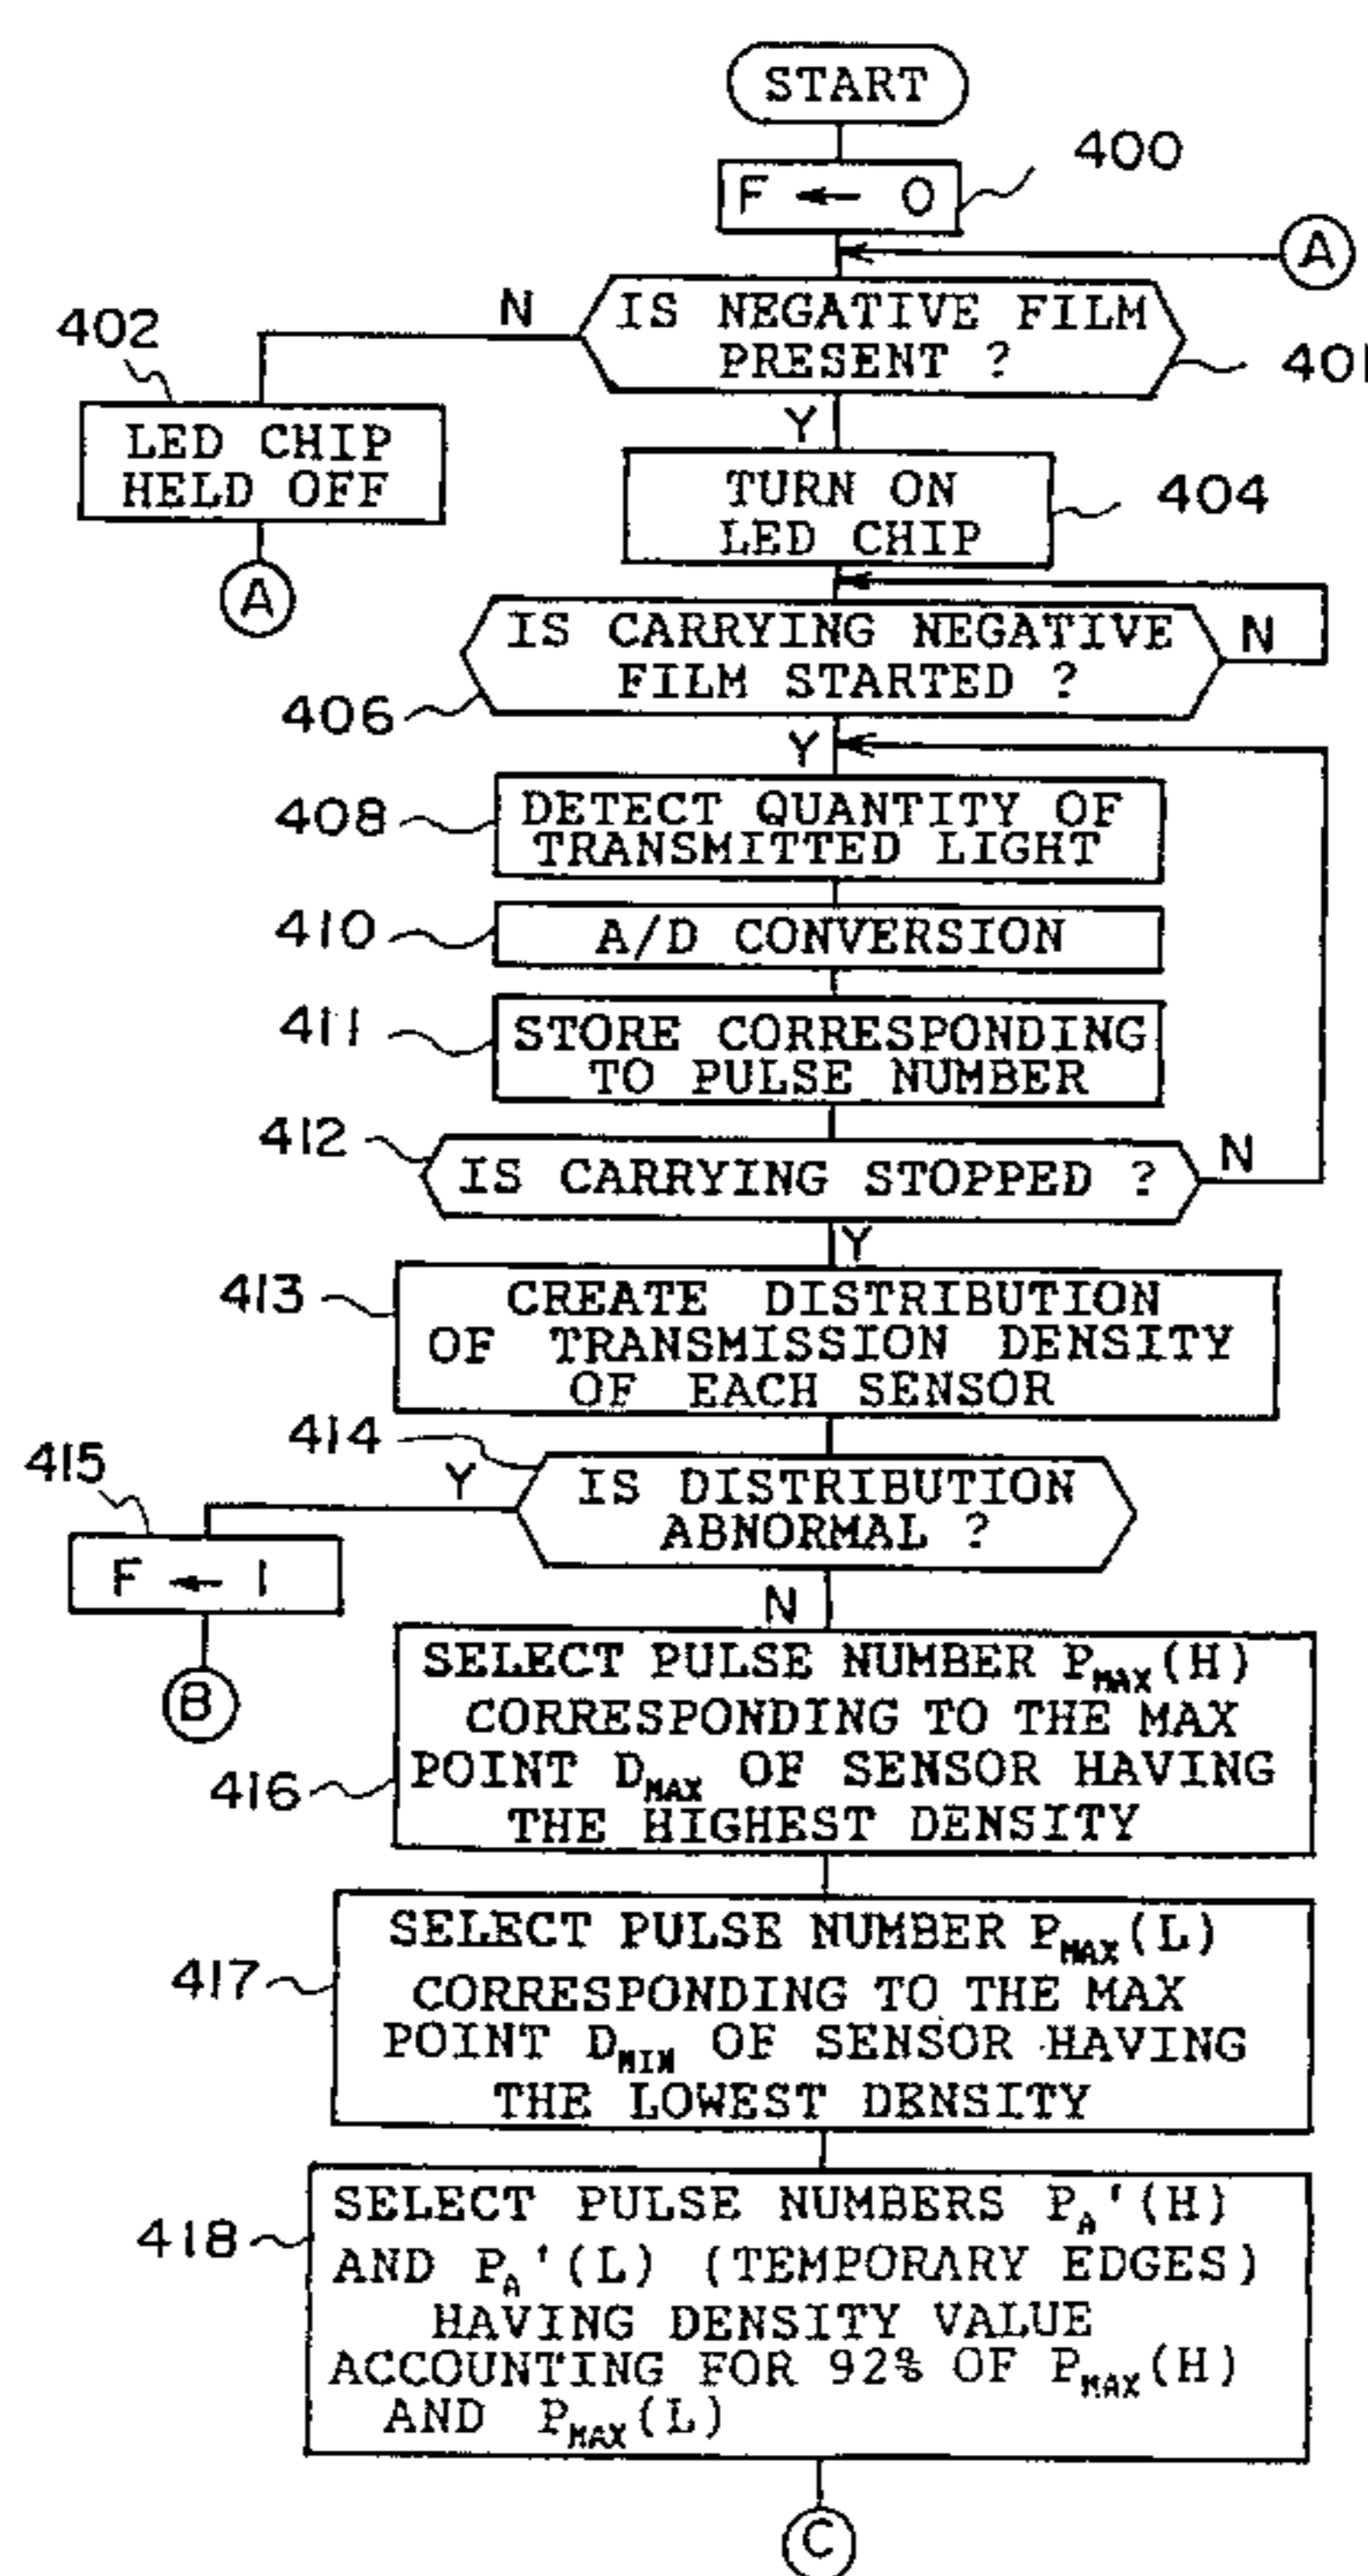 START
F ← 0
400
A
N
IS NEGATIVE FILM
PRESENT ?
401
402
LED CHIP
HELD OFF
A
Y
TURN ON
LED CHIP
404
IS CARRYING NEGATIVE
FILM STARTED ?
N
406
Y
408
DETECT QUANTITY OF
TRANSMITTED LIGHT
410
A/D CONVERSION
411
STORE CORRESPONDING
TO PULSE NUMBER
412
IS CARRYING STOPPED ?
N
Y
413
CREATE DISTRIBUTION
OF TRANSMISSION DENSITY
OF EACH SENSOR
414
IS DISTRIBUTION
ABNORMAL ?
Y
415
F ← 1
B
N
SELECT PULSE NUMBER PMAX(H)
CORRESPONDING TO THE MAX
POINT DMAX OF SENSOR HAVING
THE HIGHEST DENSITY
416
SELECT PULSE NUMBER PMAX(L)
CORRESPONDING TO THE MAX
POINT DMIN OF SENSOR HAVING
THE LOWEST DENSITY
417
SELECT PULSE NUMBERS PA'(H)
AND PA'(L) (TEMPORARY EDGES)
HAVING DENSITY VALUE
ACCOUNTING FOR 92% OF PMAX(H)
AND PMAX(L)
418
C